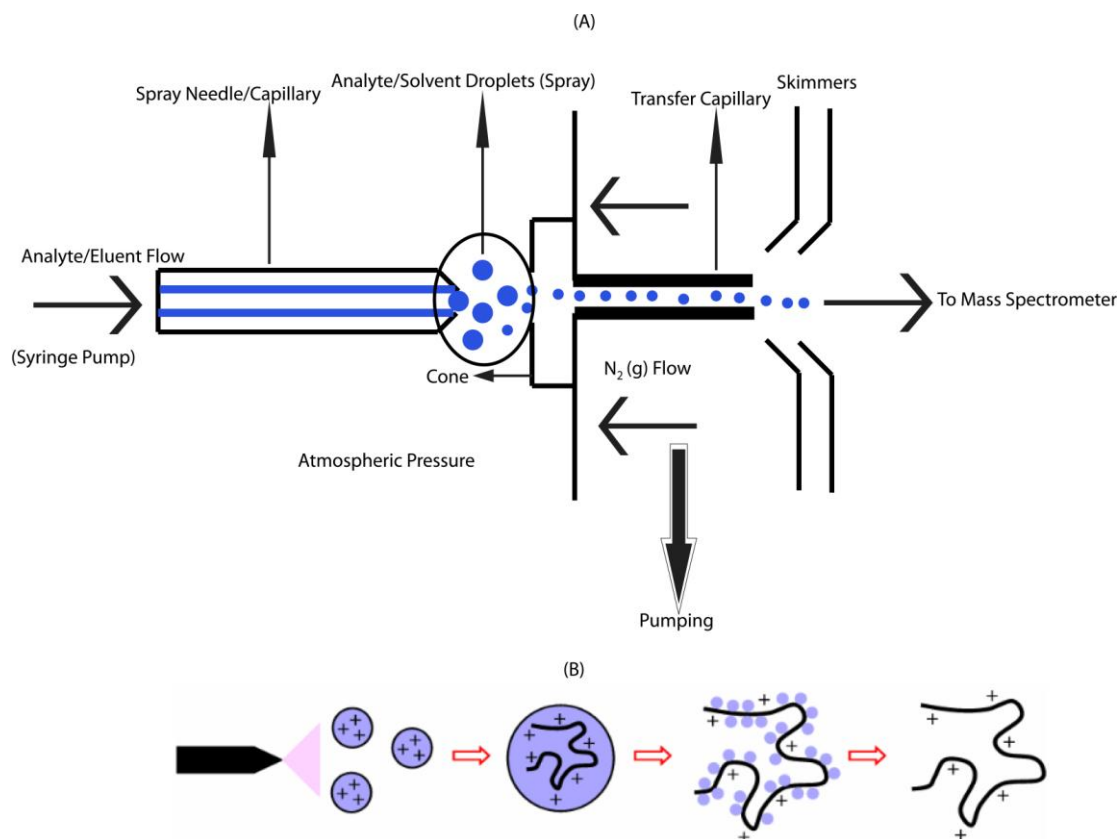 (A)
Analyte/Solvent Droplets (Spray)
Skimmers
Spray Needle/Capillary
Transfer Capillary
Analyte/Eluent Flow
To Mass Spectrometer
(Syringe Pump)
Cone
N₂ (g) Flow
Atmospheric Pressure
Pumping
(B)
+ + +
+ + +
+ + +
+ + + + + +
+ + + + + +
+ + + + + +